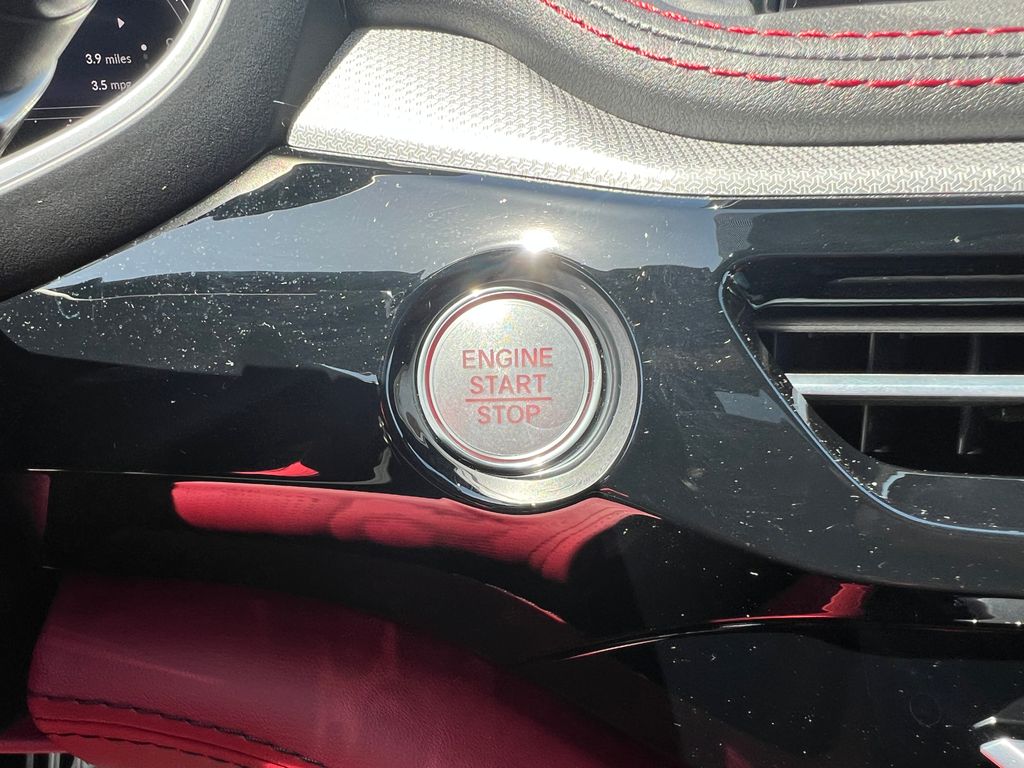 3.9 miles
3.5 mpg
ENGINE
START
STOP